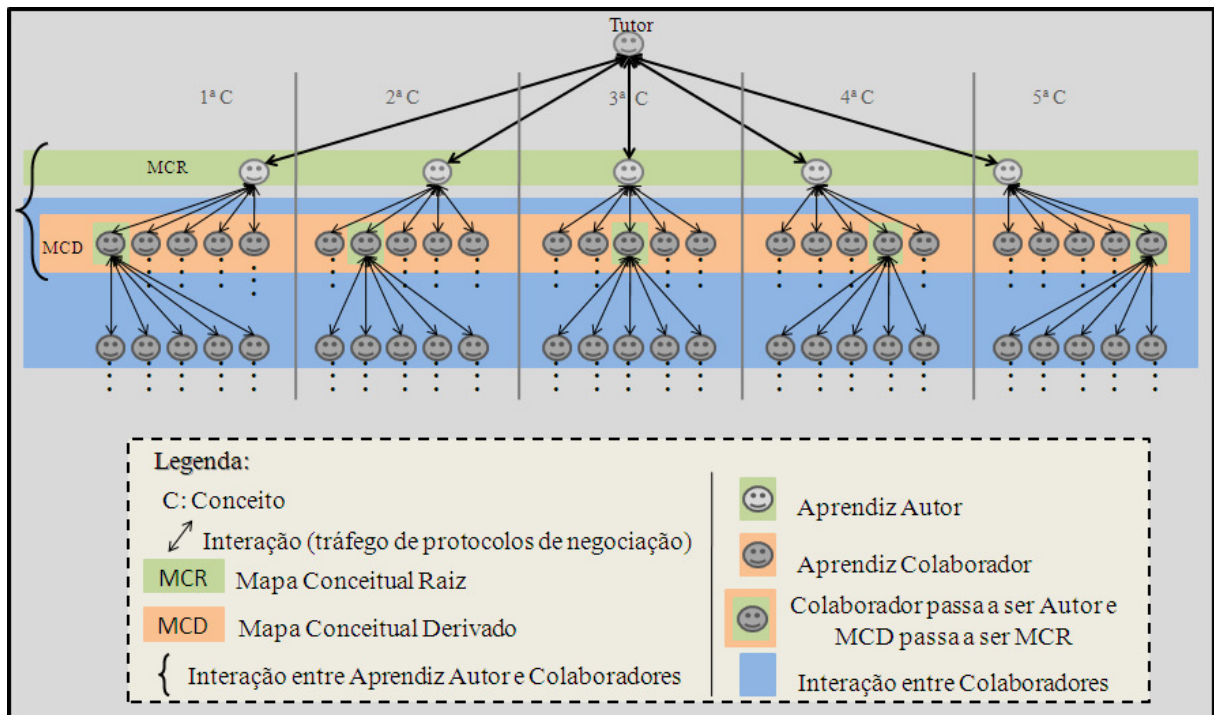 Tutor
1ª C
2ª C
3ª C
4ª C
5ª C
MCR
MCD
Legenda:
C: Conceito
Interação (tráfego de protocolos de negociação)
MCR Mapa Conceitual Raiz
MCD Mapa Conceitual Derivado
{ Interação entre Aprendiz Autor e Colaboradores
Aprendiz Autor
Aprendiz Colaborador
Colaborador passa a ser Autor e
MCD passa a ser MCR
Interação entre Colaboradores